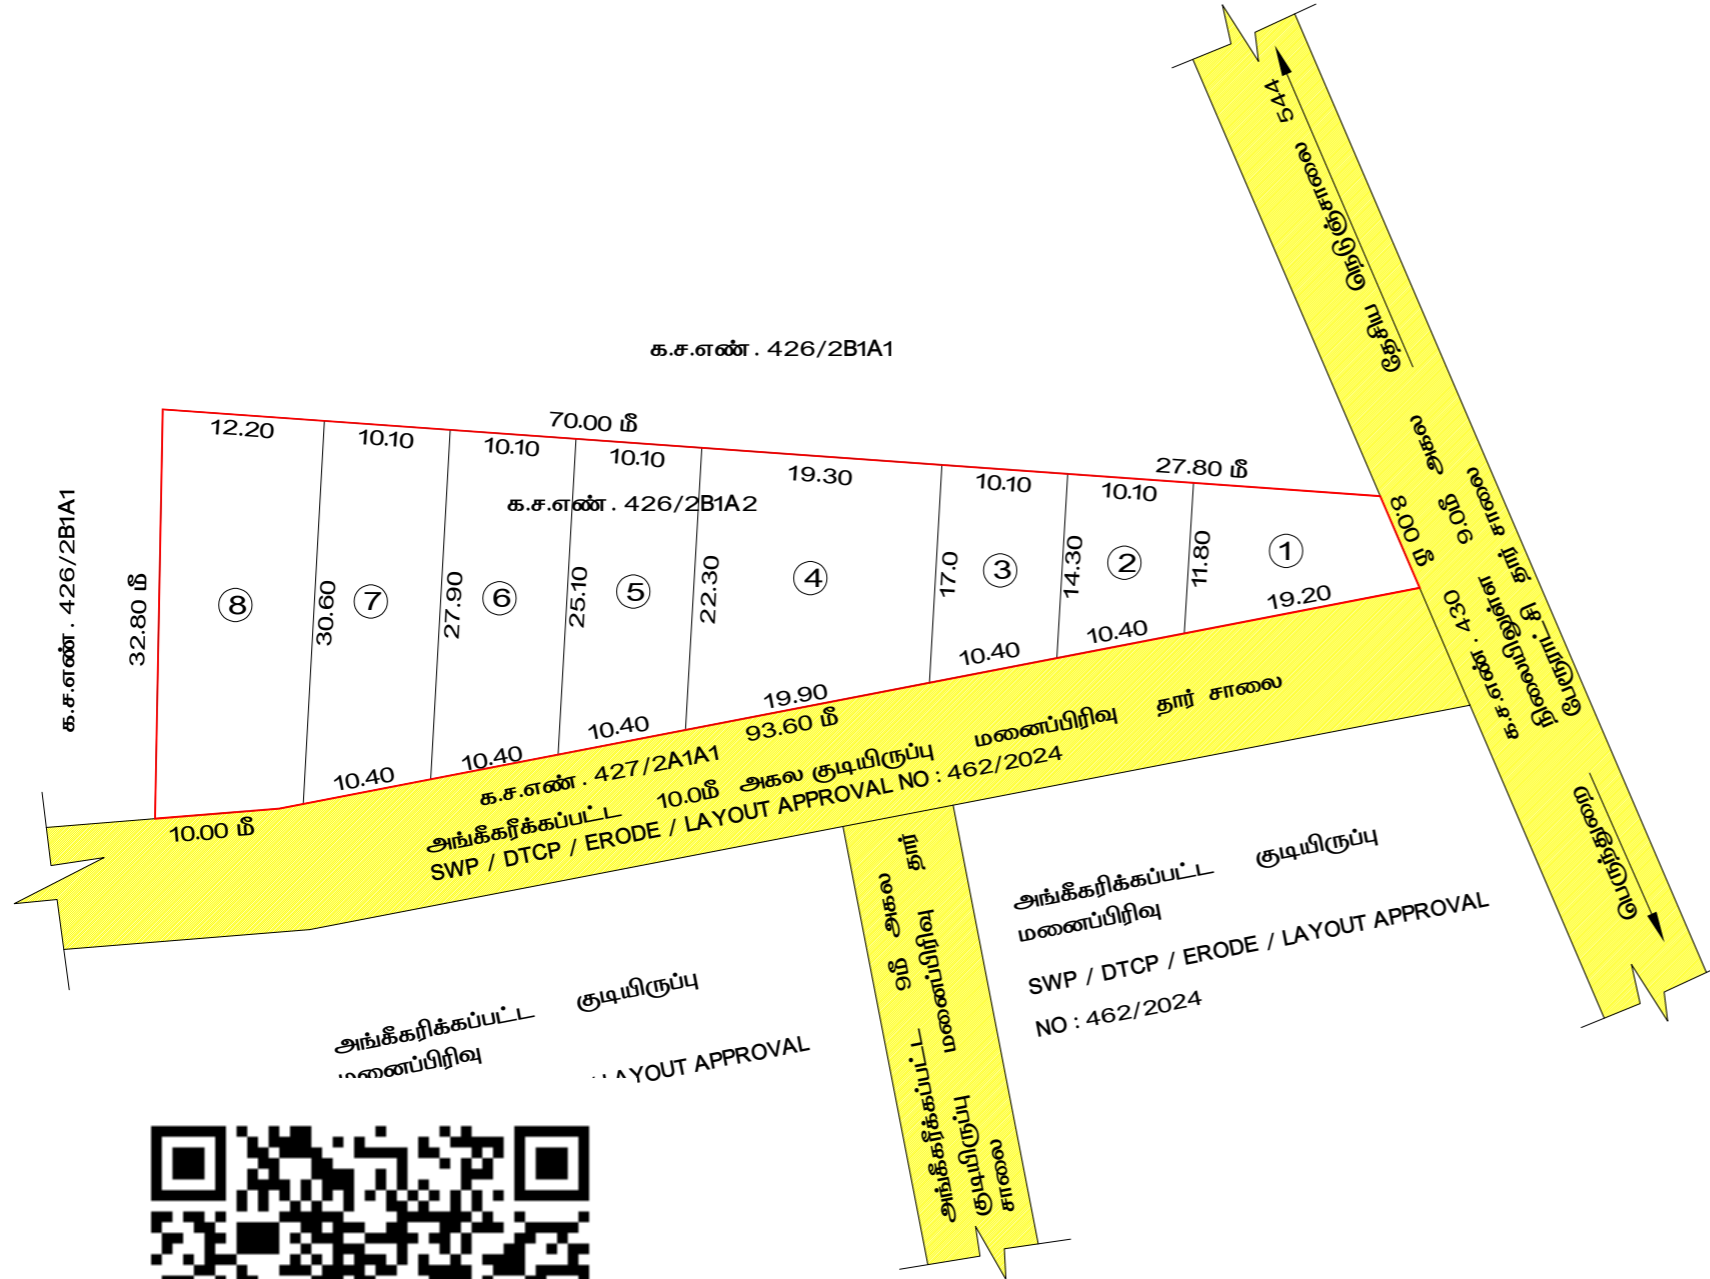 தேசிய நெடுஞ்சாலை 544
க.ச.எண். 426/2B1A1
70.00 மீ
27.80 மீ
12.20
10.10
10.10
10.10
19.30
10.10
10.10
க.ச.எண். 426/2B1A2
க.ச.எண். 426/2B1A1
32.80 மீ
8
30.60
7
27.90
6
25.10
5
22.30
4
17.0
3
14.30
2
11.80
1
8.00 மீ
க.ச.எண். 430
நிலையிலுள்ள 9.0மீ அகல
பேரூராட்சி தார் சாலை
10.00 மீ
10.40
10.40
10.40
19.90
10.40
10.40
19.20
க.ச.எண். 427/2A1A1 93.60 மீ
அங்கீகரீக்கப்பட்ட 10.0மீ அகல குடியிருப்பு மனைப்பிரிவு தார் சாலை
SWP / DTCP / ERODE / LAYOUT APPROVAL NO : 462/2024
பெருந்துறை
அங்கீகரிக்கப்பட்ட குடியிருப்பு
மனைப்பிரிவு
SWP / DTCP / ERODE / LAYOUT APPROVAL
NO : 462/2024
அங்கீகரீக்கப்பட்ட 9மீ அகல
குடியிருப்பு மனைப்பிரிவு தார்
சாலை
அங்கீகரிக்கப்பட்ட குடியிருப்பு
மனைப்பிரிவு
LAYOUT APPROVAL